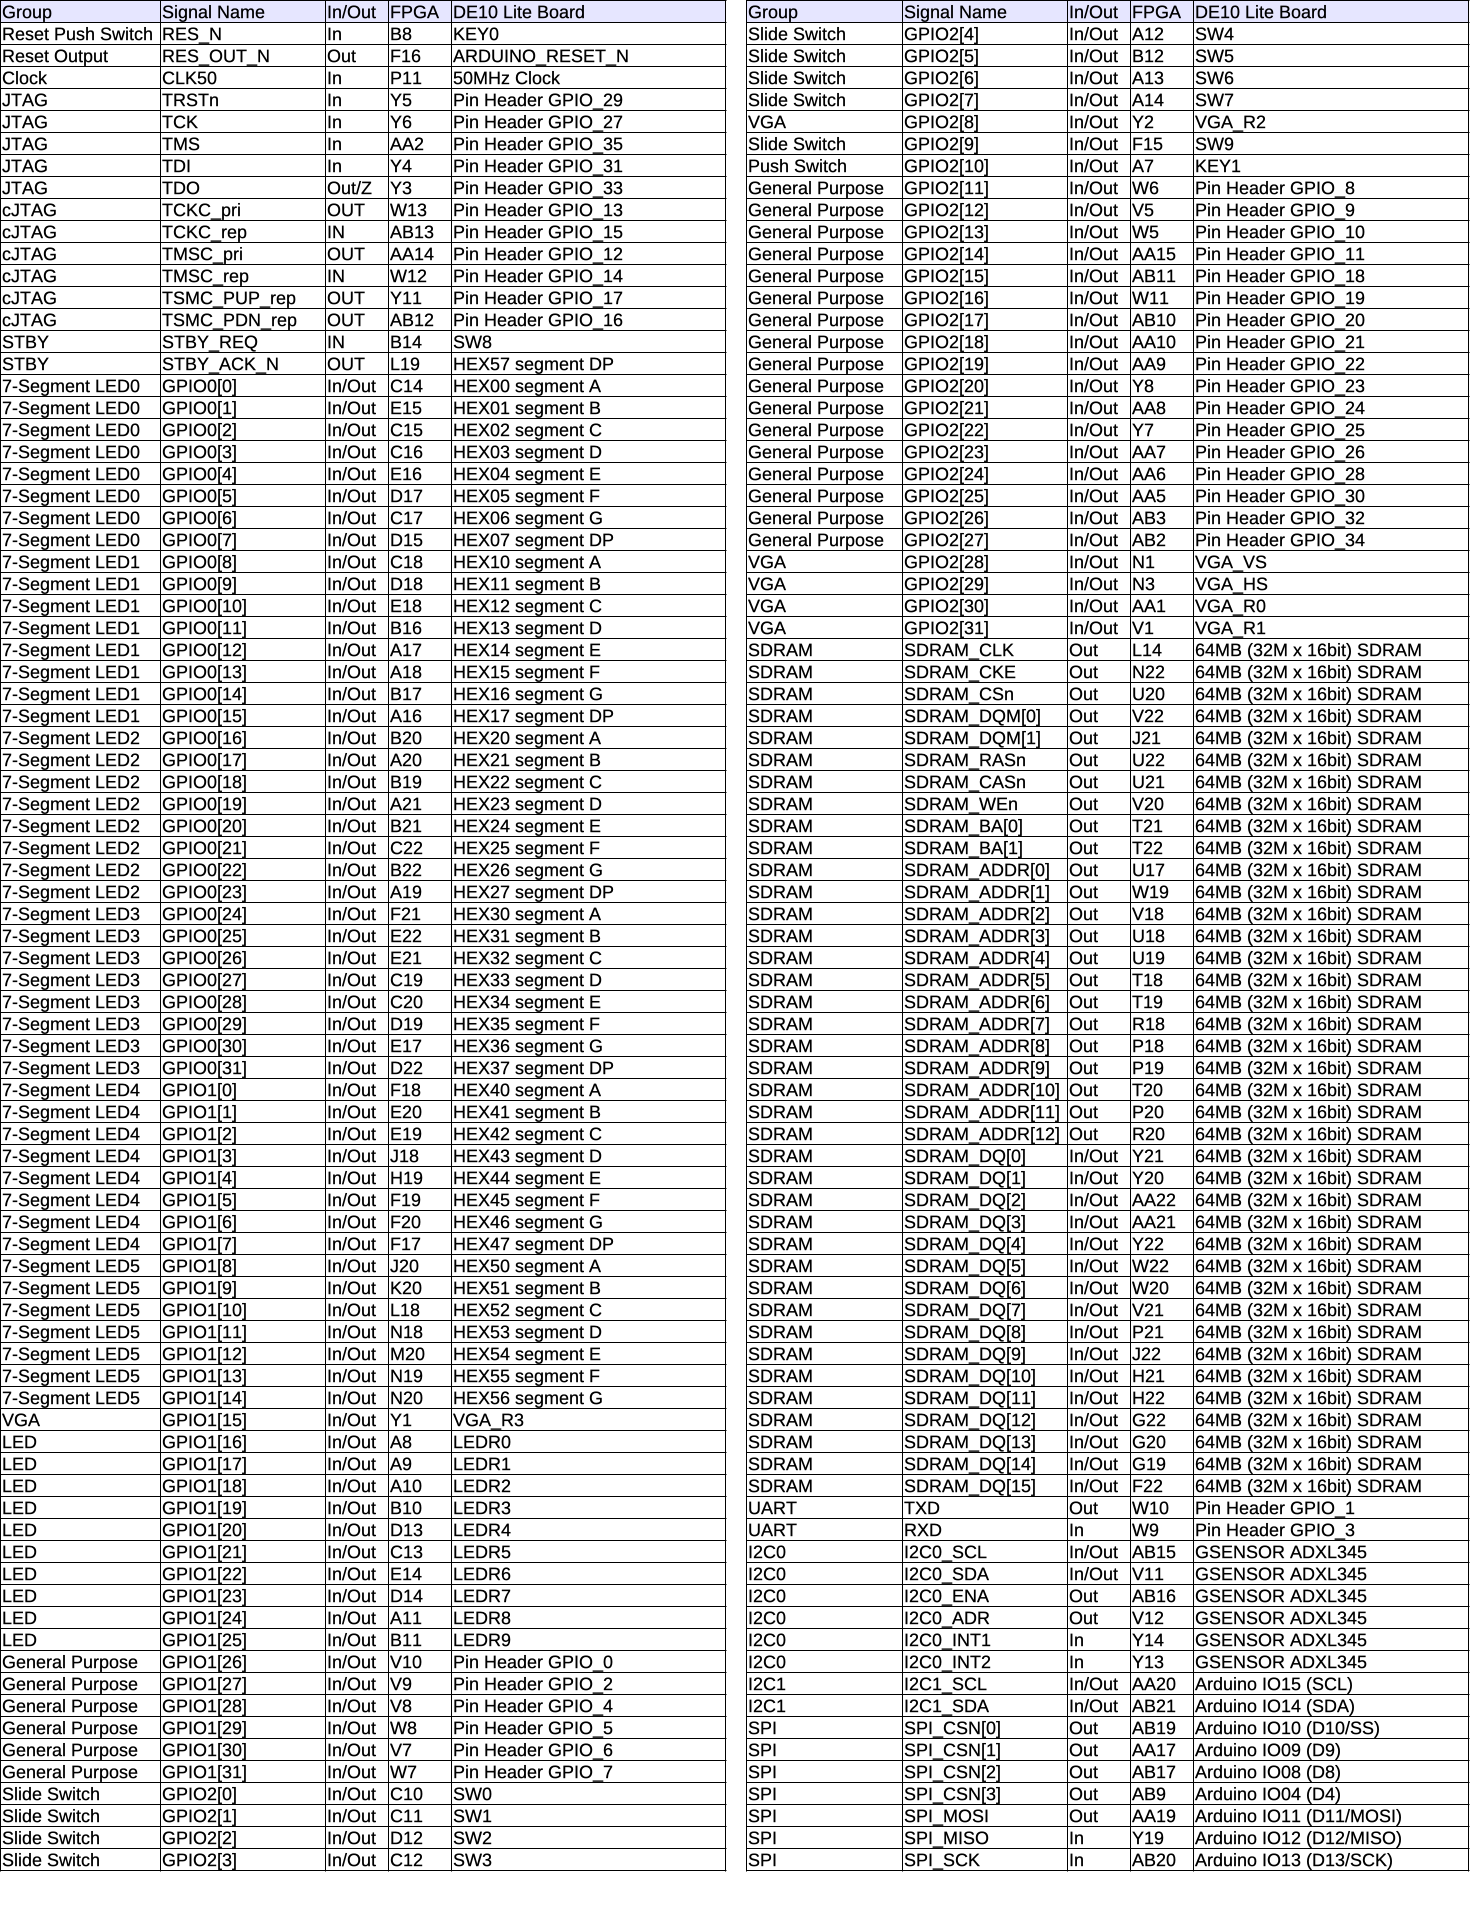 Group Signal Name In/Out FPGA DE10 Lite Board
Reset Push Switch RES_N In B8 KEY0
Reset Output RES_OUT_N Out F16 ARDUINO_RESET_N
Clock CLK50 In P11 50MHz Clock
JTAG TRSTn In Y5 Pin Header GPIO_29
JTAG TCK In Y6 Pin Header GPIO_27
JTAG TMS In AA2 Pin Header GPIO_35
JTAG TDI In Y4 Pin Header GPIO_31
JTAG TDO Out/Z Y3 Pin Header GPIO_33
cJTAG TCKC_pri OUT W13 Pin Header GPIO_13
cJTAG TCKC_rep IN AB13 Pin Header GPIO_15
cJTAG TMSC_pri OUT AA14 Pin Header GPIO_12
cJTAG TMSC_rep IN W12 Pin Header GPIO_14
cJTAG TSMC_PUP_rep OUT Y11 Pin Header GPIO_17
cJTAG TSMC_PDN_rep OUT AB12 Pin Header GPIO_16
STBY STBY_REQ IN B14 SW8
STBY STBY_ACK_N OUT L19 HEX57 segment DP
7-Segment LED0 GPIO0[0] In/Out C14 HEX00 segment A
7-Segment LED0 GPIO0[1] In/Out E15 HEX01 segment B
7-Segment LED0 GPIO0[2] In/Out C15 HEX02 segment C
7-Segment LED0 GPIO0[3] In/Out C16 HEX03 segment D
7-Segment LED0 GPIO0[4] In/Out E16 HEX04 segment E
7-Segment LED0 GPIO0[5] In/Out D17 HEX05 segment F
7-Segment LED0 GPIO0[6] In/Out C17 HEX06 segment G
7-Segment LED0 GPIO0[7] In/Out D15 HEX07 segment DP
7-Segment LED1 GPIO0[8] In/Out C18 HEX10 segment A
7-Segment LED1 GPIO0[9] In/Out D18 HEX11 segment B
7-Segment LED1 GPIO0[10] In/Out E18 HEX12 segment C
7-Segment LED1 GPIO0[11] In/Out B16 HEX13 segment D
7-Segment LED1 GPIO0[12] In/Out A17 HEX14 segment E
7-Segment LED1 GPIO0[13] In/Out A18 HEX15 segment F
7-Segment LED1 GPIO0[14] In/Out B17 HEX16 segment G
7-Segment LED1 GPIO0[15] In/Out A16 HEX17 segment DP
7-Segment LED2 GPIO0[16] In/Out B20 HEX20 segment A
7-Segment LED2 GPIO0[17] In/Out A20 HEX21 segment B
7-Segment LED2 GPIO0[18] In/Out B19 HEX22 segment C
7-Segment LED2 GPIO0[19] In/Out A21 HEX23 segment D
7-Segment LED2 GPIO0[20] In/Out B21 HEX24 segment E
7-Segment LED2 GPIO0[21] In/Out C22 HEX25 segment F
7-Segment LED2 GPIO0[22] In/Out B22 HEX26 segment G
7-Segment LED2 GPIO0[23] In/Out A19 HEX27 segment DP
7-Segment LED3 GPIO0[24] In/Out F21 HEX30 segment A
7-Segment LED3 GPIO0[25] In/Out E22 HEX31 segment B
7-Segment LED3 GPIO0[26] In/Out E21 HEX32 segment C
7-Segment LED3 GPIO0[27] In/Out C19 HEX33 segment D
7-Segment LED3 GPIO0[28] In/Out C20 HEX34 segment E
7-Segment LED3 GPIO0[29] In/Out D19 HEX35 segment F
7-Segment LED3 GPIO0[30] In/Out E17 HEX36 segment G
7-Segment LED3 GPIO0[31] In/Out D22 HEX37 segment DP
7-Segment LED4 GPIO1[0] In/Out F18 HEX40 segment A
7-Segment LED4 GPIO1[1] In/Out E20 HEX41 segment B
7-Segment LED4 GPIO1[2] In/Out E19 HEX42 segment C
7-Segment LED4 GPIO1[3] In/Out J18 HEX43 segment D
7-Segment LED4 GPIO1[4] In/Out H19 HEX44 segment E
7-Segment LED4 GPIO1[5] In/Out F19 HEX45 segment F
7-Segment LED4 GPIO1[6] In/Out F20 HEX46 segment G
7-Segment LED4 GPIO1[7] In/Out F17 HEX47 segment DP
7-Segment LED5 GPIO1[8] In/Out J20 HEX50 segment A
7-Segment LED5 GPIO1[9] In/Out K20 HEX51 segment B
7-Segment LED5 GPIO1[10] In/Out L18 HEX52 segment C
7-Segment LED5 GPIO1[11] In/Out N18 HEX53 segment D
7-Segment LED5 GPIO1[12] In/Out M20 HEX54 segment E
7-Segment LED5 GPIO1[13] In/Out N19 HEX55 segment F
7-Segment LED5 GPIO1[14] In/Out N20 HEX56 segment G
VGA GPIO1[15] In/Out Y1 VGA_R3
LED GPIO1[16] In/Out A8 LEDR0
LED GPIO1[17] In/Out A9 LEDR1
LED GPIO1[18] In/Out A10 LEDR2
LED GPIO1[19] In/Out B10 LEDR3
LED GPIO1[20] In/Out D13 LEDR4
LED GPIO1[21] In/Out C13 LEDR5
LED GPIO1[22] In/Out E14 LEDR6
LED GPIO1[23] In/Out D14 LEDR7
LED GPIO1[24] In/Out A11 LEDR8
LED GPIO1[25] In/Out B11 LEDR9
General Purpose GPIO1[26] In/Out V10 Pin Header GPIO_0
General Purpose GPIO1[27] In/Out V9 Pin Header GPIO_2
General Purpose GPIO1[28] In/Out V8 Pin Header GPIO_4
General Purpose GPIO1[29] In/Out W8 Pin Header GPIO_5
General Purpose GPIO1[30] In/Out V7 Pin Header GPIO_6
General Purpose GPIO1[31] In/Out W7 Pin Header GPIO_7
Slide Switch GPIO2[0] In/Out C10 SW0
Slide Switch GPIO2[1] In/Out C11 SW1
Slide Switch GPIO2[2] In/Out D12 SW2
Slide Switch GPIO2[3] In/Out C12 SW3
Group Signal Name In/Out FPGA DE10 Lite Board
Slide Switch GPIO2[4] In/Out A12 SW4
Slide Switch GPIO2[5] In/Out B12 SW5
Slide Switch GPIO2[6] In/Out A13 SW6
Slide Switch GPIO2[7] In/Out A14 SW7
VGA GPIO2[8] In/Out Y2 VGA_R2
Slide Switch GPIO2[9] In/Out F15 SW9
Push Switch GPIO2[10] In/Out A7 KEY1
General Purpose GPIO2[11] In/Out W6 Pin Header GPIO_8
General Purpose GPIO2[12] In/Out V5 Pin Header GPIO_9
General Purpose GPIO2[13] In/Out W5 Pin Header GPIO_10
General Purpose GPIO2[14] In/Out AA15 Pin Header GPIO_11
General Purpose GPIO2[15] In/Out AB11 Pin Header GPIO_18
General Purpose GPIO2[16] In/Out W11 Pin Header GPIO_19
General Purpose GPIO2[17] In/Out AB10 Pin Header GPIO_20
General Purpose GPIO2[18] In/Out AA10 Pin Header GPIO_21
General Purpose GPIO2[19] In/Out AA9 Pin Header GPIO_22
General Purpose GPIO2[20] In/Out Y8 Pin Header GPIO_23
General Purpose GPIO2[21] In/Out AA8 Pin Header GPIO_24
General Purpose GPIO2[22] In/Out Y7 Pin Header GPIO_25
General Purpose GPIO2[23] In/Out AA7 Pin Header GPIO_26
General Purpose GPIO2[24] In/Out AA6 Pin Header GPIO_28
General Purpose GPIO2[25] In/Out AA5 Pin Header GPIO_30
General Purpose GPIO2[26] In/Out AB3 Pin Header GPIO_32
General Purpose GPIO2[27] In/Out AB2 Pin Header GPIO_34
VGA GPIO2[28] In/Out N1 VGA_VS
VGA GPIO2[29] In/Out N3 VGA_HS
VGA GPIO2[30] In/Out AA1 VGA_R0
VGA GPIO2[31] In/Out V1 VGA_R1
SDRAM SDRAM_CLK Out L14 64MB (32M x 16bit) SDRAM
SDRAM SDRAM_CKE Out N22 64MB (32M x 16bit) SDRAM
SDRAM SDRAM_CSn Out U20 64MB (32M x 16bit) SDRAM
SDRAM SDRAM_DQM[0] Out V22 64MB (32M x 16bit) SDRAM
SDRAM SDRAM_DQM[1] Out J21 64MB (32M x 16bit) SDRAM
SDRAM SDRAM_RASn Out U22 64MB (32M x 16bit) SDRAM
SDRAM SDRAM_CASn Out U21 64MB (32M x 16bit) SDRAM
SDRAM SDRAM_WEn Out V20 64MB (32M x 16bit) SDRAM
SDRAM SDRAM_BA[0] Out T21 64MB (32M x 16bit) SDRAM
SDRAM SDRAM_BA[1] Out T22 64MB (32M x 16bit) SDRAM
SDRAM SDRAM_ADDR[0] Out U17 64MB (32M x 16bit) SDRAM
SDRAM SDRAM_ADDR[1] Out W19 64MB (32M x 16bit) SDRAM
SDRAM SDRAM_ADDR[2] Out V18 64MB (32M x 16bit) SDRAM
SDRAM SDRAM_ADDR[3] Out U18 64MB (32M x 16bit) SDRAM
SDRAM SDRAM_ADDR[4] Out U19 64MB (32M x 16bit) SDRAM
SDRAM SDRAM_ADDR[5] Out T18 64MB (32M x 16bit) SDRAM
SDRAM SDRAM_ADDR[6] Out T19 64MB (32M x 16bit) SDRAM
SDRAM SDRAM_ADDR[7] Out R18 64MB (32M x 16bit) SDRAM
SDRAM SDRAM_ADDR[8] Out P18 64MB (32M x 16bit) SDRAM
SDRAM SDRAM_ADDR[9] Out P19 64MB (32M x 16bit) SDRAM
SDRAM SDRAM_ADDR[10] Out T20 64MB (32M x 16bit) SDRAM
SDRAM SDRAM_ADDR[11] Out P20 64MB (32M x 16bit) SDRAM
SDRAM SDRAM_ADDR[12] Out R20 64MB (32M x 16bit) SDRAM
SDRAM SDRAM_DQ[0] In/Out Y21 64MB (32M x 16bit) SDRAM
SDRAM SDRAM_DQ[1] In/Out Y20 64MB (32M x 16bit) SDRAM
SDRAM SDRAM_DQ[2] In/Out AA22 64MB (32M x 16bit) SDRAM
SDRAM SDRAM_DQ[3] In/Out AA21 64MB (32M x 16bit) SDRAM
SDRAM SDRAM_DQ[4] In/Out Y22 64MB (32M x 16bit) SDRAM
SDRAM SDRAM_DQ[5] In/Out W22 64MB (32M x 16bit) SDRAM
SDRAM SDRAM_DQ[6] In/Out W20 64MB (32M x 16bit) SDRAM
SDRAM SDRAM_DQ[7] In/Out V21 64MB (32M x 16bit) SDRAM
SDRAM SDRAM_DQ[8] In/Out P21 64MB (32M x 16bit) SDRAM
SDRAM SDRAM_DQ[9] In/Out J22 64MB (32M x 16bit) SDRAM
SDRAM SDRAM_DQ[10] In/Out H21 64MB (32M x 16bit) SDRAM
SDRAM SDRAM_DQ[11] In/Out H22 64MB (32M x 16bit) SDRAM
SDRAM SDRAM_DQ[12] In/Out G22 64MB (32M x 16bit) SDRAM
SDRAM SDRAM_DQ[13] In/Out G20 64MB (32M x 16bit) SDRAM
SDRAM SDRAM_DQ[14] In/Out G19 64MB (32M x 16bit) SDRAM
SDRAM SDRAM_DQ[15] In/Out F22 64MB (32M x 16bit) SDRAM
UART TXD Out W10 Pin Header GPIO_1
UART RXD In W9 Pin Header GPIO_3
I2C0 I2C0_SCL In/Out AB15 GSENSOR ADXL345
I2C0 I2C0_SDA In/Out V11 GSENSOR ADXL345
I2C0 I2C0_ENA Out AB16 GSENSOR ADXL345
I2C0 I2C0_ADR Out V12 GSENSOR ADXL345
I2C0 I2C0_INT1 In Y14 GSENSOR ADXL345
I2C0 I2C0_INT2 In Y13 GSENSOR ADXL345
I2C1 I2C1_SCL In/Out AA20 Arduino IO15 (SCL)
I2C1 I2C1_SDA In/Out AB21 Arduino IO14 (SDA)
SPI SPI_CSN[0] Out AB19 Arduino IO10 (D10/SS)
SPI SPI_CSN[1] Out AA17 Arduino IO09 (D9)
SPI SPI_CSN[2] Out AB17 Arduino IO08 (D8)
SPI SPI_CSN[3] Out AB9 Arduino IO04 (D4)
SPI SPI_MOSI Out AA19 Arduino IO11 (D11/MOSI)
SPI SPI_MISO In Y19 Arduino IO12 (D12/MISO)
SPI SPI_SCK In AB20 Arduino IO13 (D13/SCK)